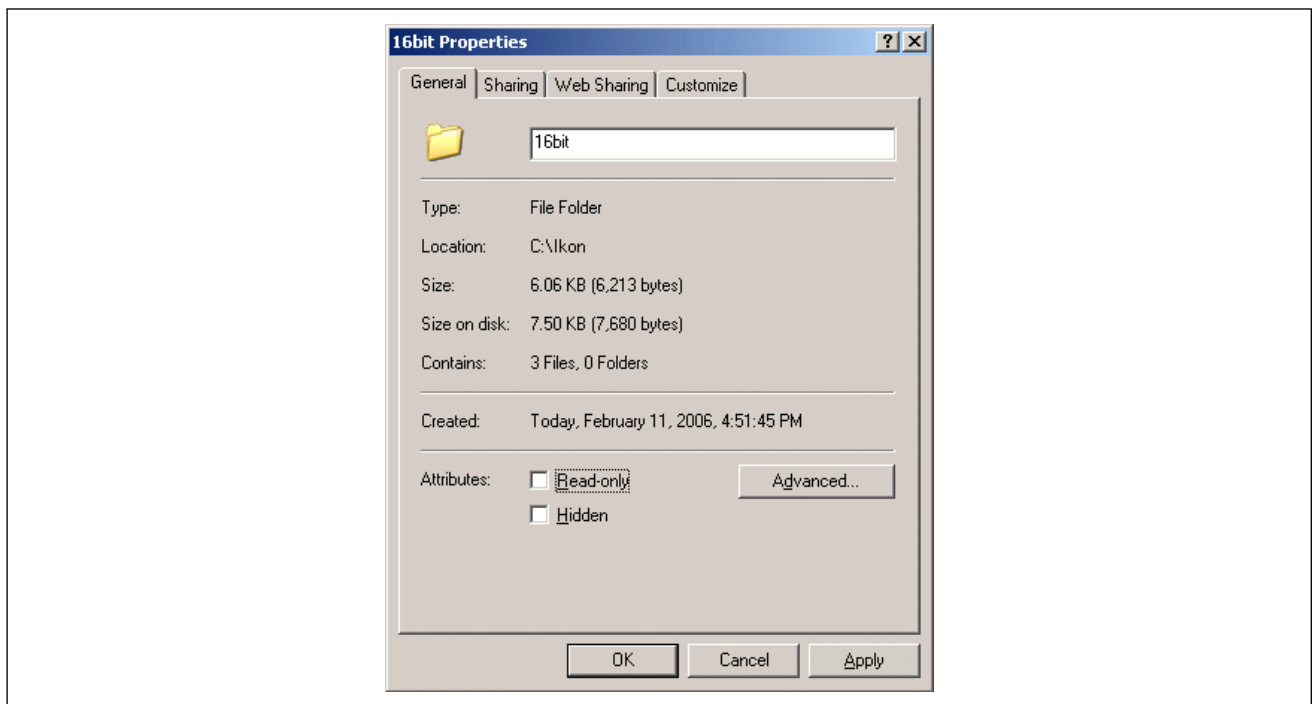 16bit Properties
General Sharing Web Sharing Customize
16bit
Type: File Folder
Location: C:\Ikon
Size: 6.06 KB (6,213 bytes)
Size on disk: 7.50 KB (7,680 bytes)
Contains: 3 Files, 0 Folders
Created: Today, February 11, 2006, 4:51:45 PM
Attributes: Read-only Advanced...
Hidden
OK Cancel Apply